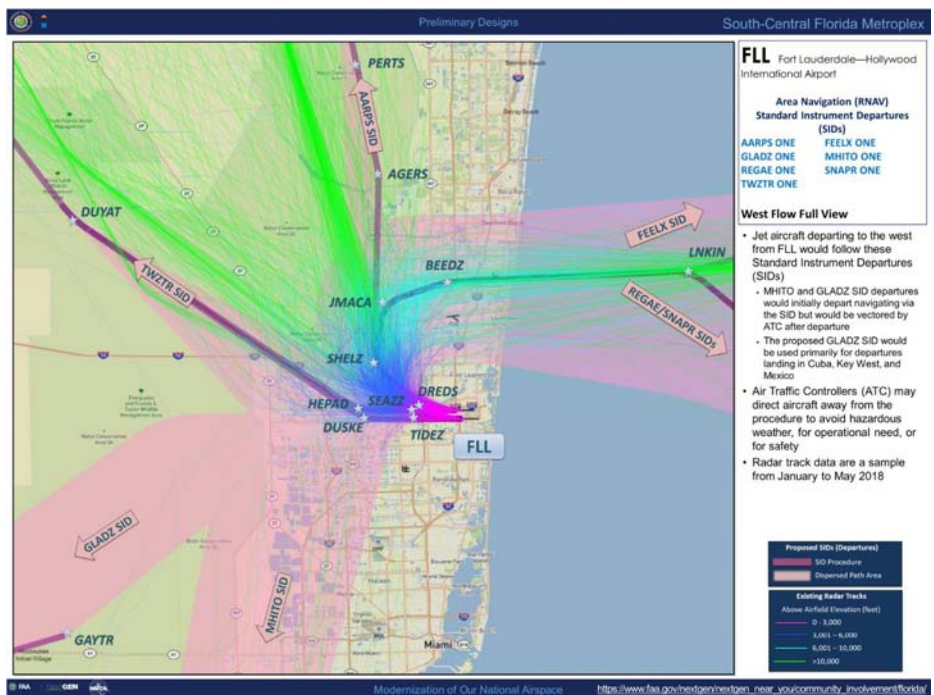 Preliminary Designs
South-Central Florida Metroplex
FLL Fort Lauderdale—Hollywood
International Airport
Area Navigation (RNAV)
Standard Instrument Departures
(SIDs)
AARPS ONE FEELX ONE
GLADZ ONE MHITO ONE
REGAE ONE SNAPR ONE
TWZTR ONE
West Flow Full View
• Jet aircraft departing to the west
from FLL would follow these
Standard Instrument Departures
(SIDs)
• MHITO and GLADZ SID departures
would initially depart navigating via
the SID but would be vectored by
ATC after departure
• The proposed GLADZ SID would
be used primarily for departures
landing in Cuba, Key West, and
Mexico
• Air Traffic Controllers (ATC) may
direct aircraft away from the
procedure to avoid hazardous
weather, for operational need, or
for safety
• Radar track data are a sample
from January to May 2018
Proposed SIDs (Departures)
SID Procedure
Dispersed Path Area
Existing Radar Tracks
Above Airfield Elevation (feet)
0 - 3,000
3,001 – 6,000
6,001 – 10,000
>10,000
PERTS
AARPS SID
AGERS
DUYAT
FEELX SID
BEEDZ
LNKIN
TWZTR SID
JMACA
REGAE/SNAPR SIDs
SHELZ
DREDS
HEPAD
SEAZZ
DUSKE
TIDEZ
FLL
GLADZ SID
MHITO SID
GAYTR
Miami
FAA
Modernization of Our National Airspace
https://www.faa.gov/nextgen/nextgen_near_you/community_involvement/florida/